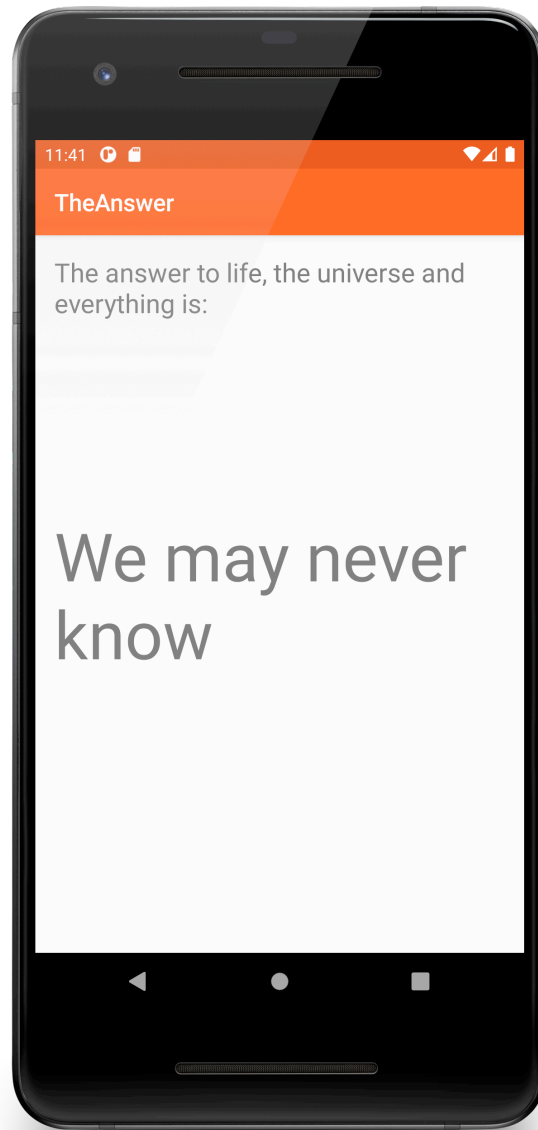 11:41
TheAnswer
The answer to life, the universe and
everything is:
We may never
know